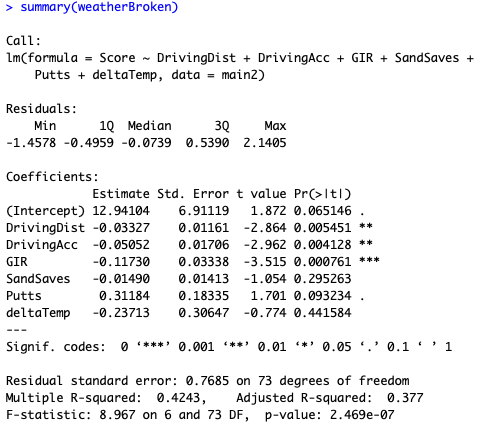 > summary(weatherBroken)

Call:
lm(formula = Score ~ DrivingDist + DrivingAcc + GIR + SandSaves +
    Putts + deltaTemp, data = main2)

Residuals:
    Min      1Q  Median      3Q     Max
-1.4578 -0.4959 -0.0739  0.5390  2.1405

Coefficients:
            Estimate Std. Error t value Pr(>|t|)
(Intercept) 12.94104    6.91119   1.872 0.065146 .
DrivingDist -0.03327    0.01161  -2.864 0.005451 **
DrivingAcc  -0.05052    0.01706  -2.962 0.004128 **
GIR         -0.11730    0.03338  -3.515 0.000761 ***
SandSaves   -0.01490    0.01413  -1.054 0.295263
Putts        0.31184    0.18335   1.701 0.093234 .
deltaTemp   -0.23713    0.30647  -0.774 0.441584
---
Signif. codes:  0 ‘***’ 0.001 ‘**’ 0.01 ‘*’ 0.05 ‘.’ 0.1 ‘ ’ 1

Residual standard error: 0.7685 on 73 degrees of freedom
Multiple R-squared:  0.4243,    Adjusted R-squared:  0.377
F-statistic: 8.967 on 6 and 73 DF,  p-value: 2.469e-07